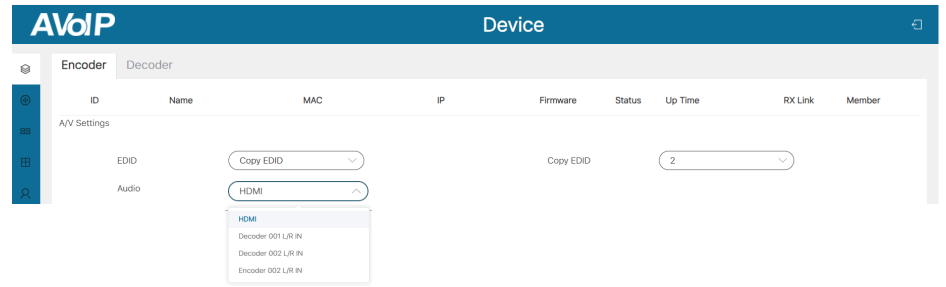 AVoIP Device
Encoder Decoder
ID Name MAC IP Firmware Status Up Time RX Link Member
A/V Settings
EDID Copy EDID Copy EDID 2
Audio HDMI
HDMI
Decoder 001 L/R IN
Decoder 002 L/R IN
Encoder 002 L/R IN